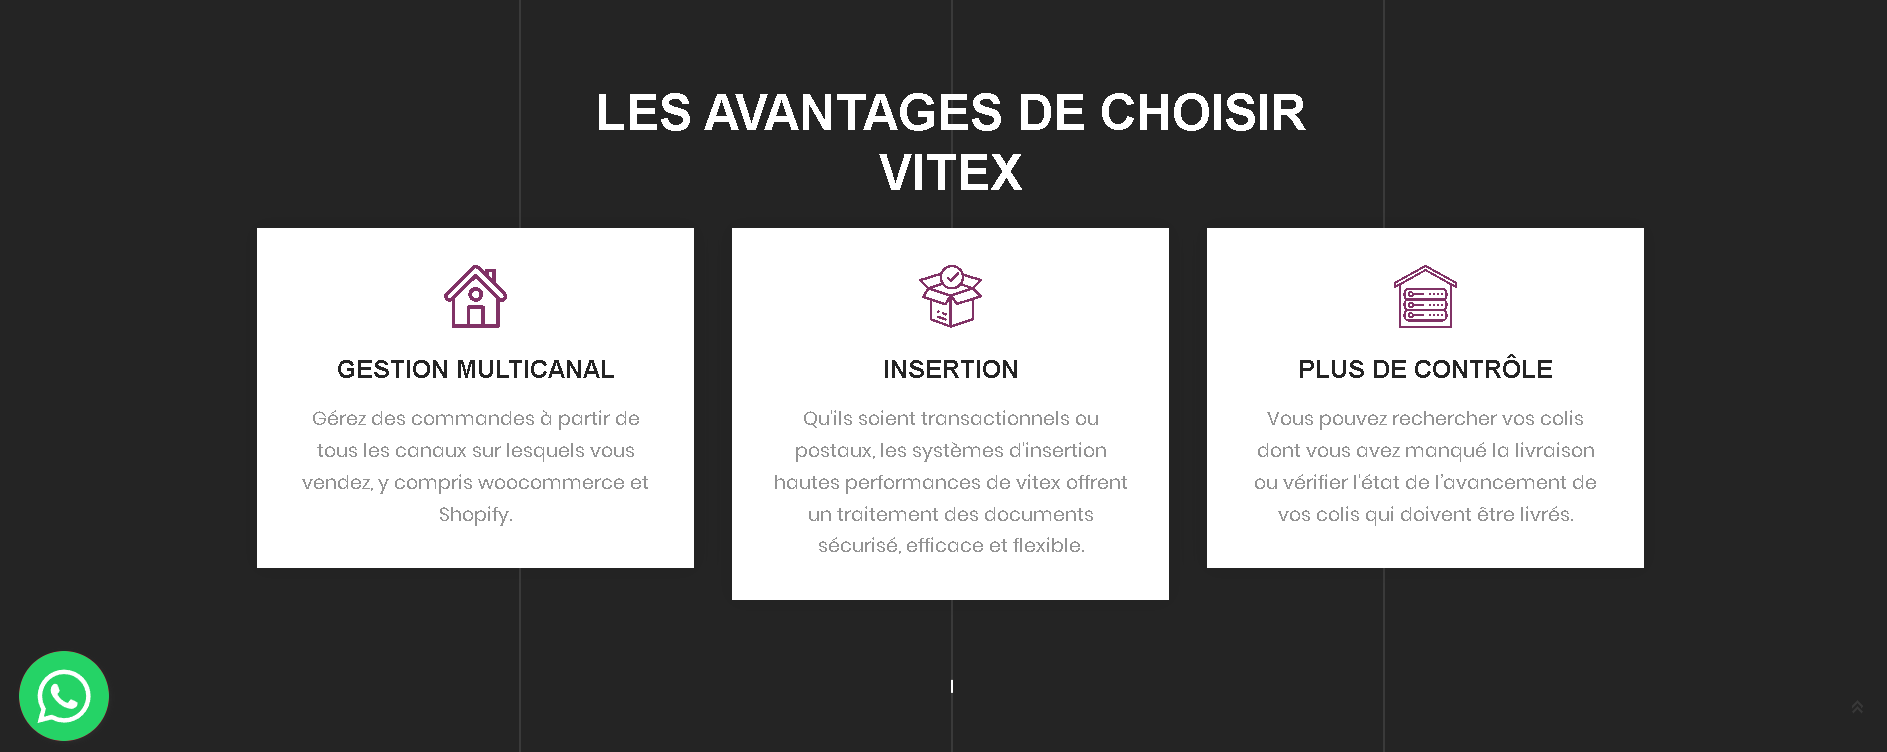 LES AVANTAGES DE CHOISIR
VITEX
GESTION MULTICANAL
Gérez des commandes à partir de
tous les canaux sur lesquels vous
vendez, y compris woocommerce et
Shopify.
INSERTION
Qu'ils soient transactionnels ou
postaux, les systèmes d'insertion
hautes performances de vitex offrent
un traitement des documents
sécurisé, efficace et flexible.
PLUS DE CONTRÔLE
Vous pouvez rechercher vos colis
dont vous avez manqué la livraison
ou vérifier l'état de l'avancement de
vos colis qui doivent être livrés.